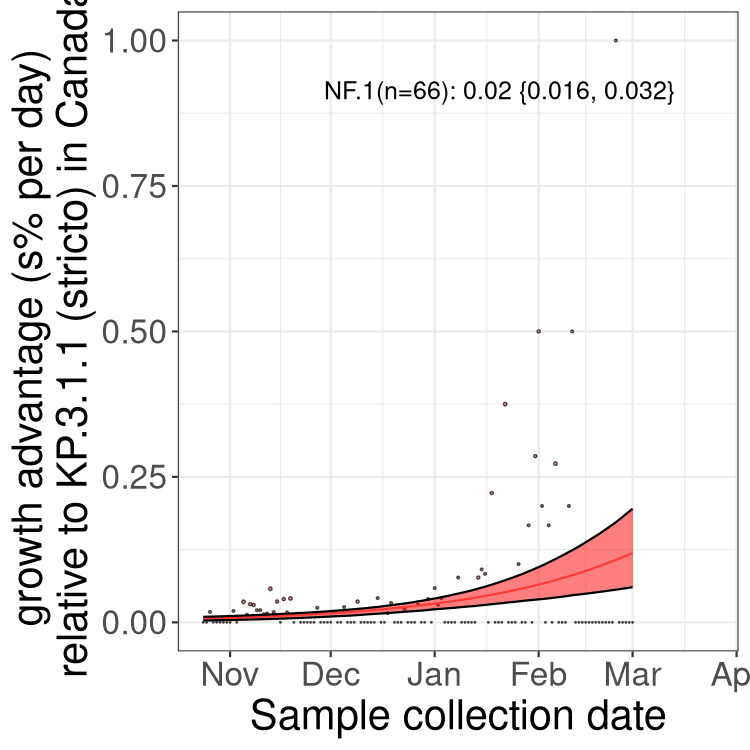 growth advantage (s% per day)
relative to KP.3.1.1 (stricto) in Canada
1.00
0.75
0.50
0.25
0.00
NF.1(n=66): 0.02 {0.016, 0.032}
Nov Dec Jan Feb Mar Ap
Sample collection date